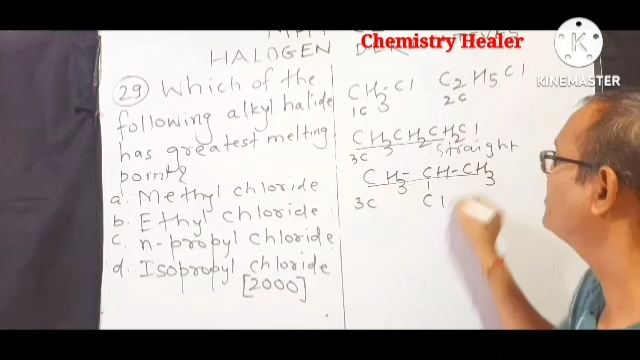 Chemistry Healer
HALOGEN DER
K
KINEMASTER
29 Which of the
following alkyl halide
has greatest melting
point?
a. Methyl chloride
b. Ethyl chloride
c. n-propyl chloride
d. Isopropyl chloride
[2000]
CH3-Cl C2H5Cl
1C 2C
CH3CH2CH2Cl
3C Straight
CH3-CH-CH3
3C Cl